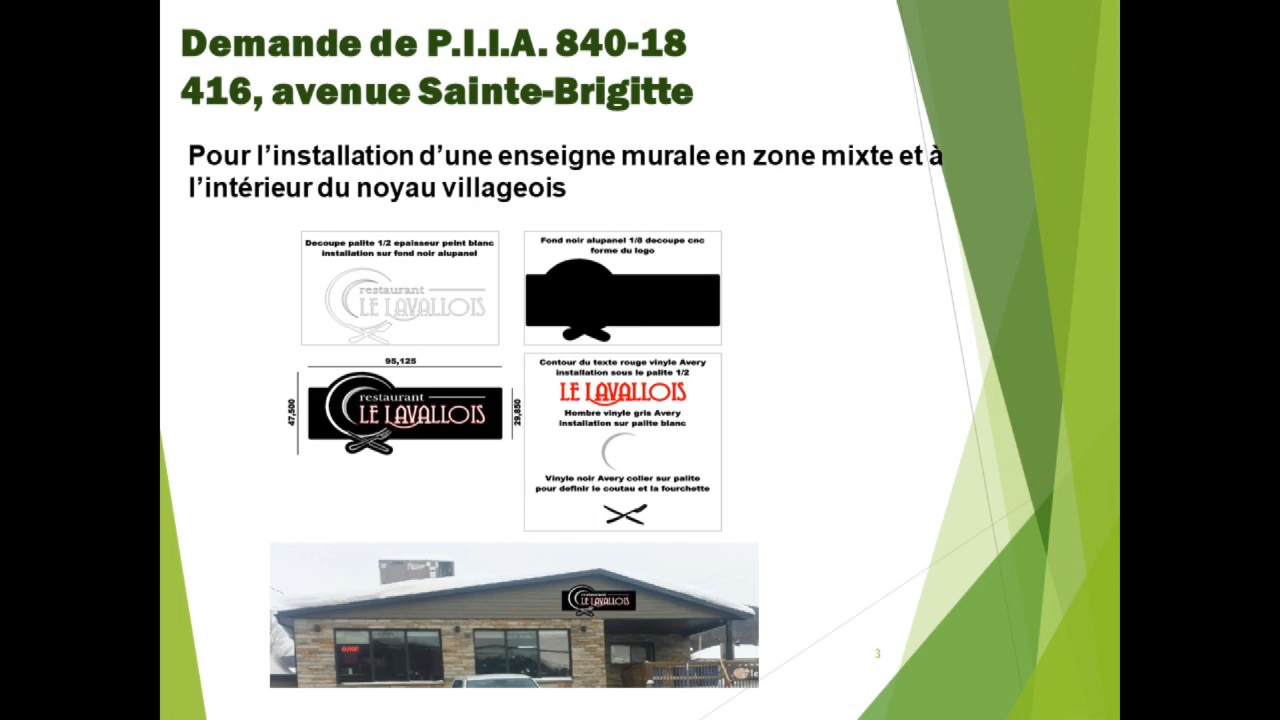 Demande de P.I.I.A. 840-18
416, avenue Sainte-Brigitte
Pour l’installation d’une enseigne murale en zone mixte et à
l’intérieur du noyau villageois
Decoupe palite 1/2 epaisseur peint blanc
installation sur fond noir alupanel
restaurant
LE LAVALLOIS
Fond noir alupanel 1/8 decoupe cnc
forme du logo
95,125
47,500
restaurant
LE LAVALLOIS
29,850
Contour du texte rouge vinyle Avery
installation sous le palite 1/2
LE LAVALLOIS
Hombre vinyle gris Avery
installation sur palite blanc
Vinyle noir Avery coller sur palite
pour definir le coutau et la fourchette
restaurant
LE LAVALLOIS
3